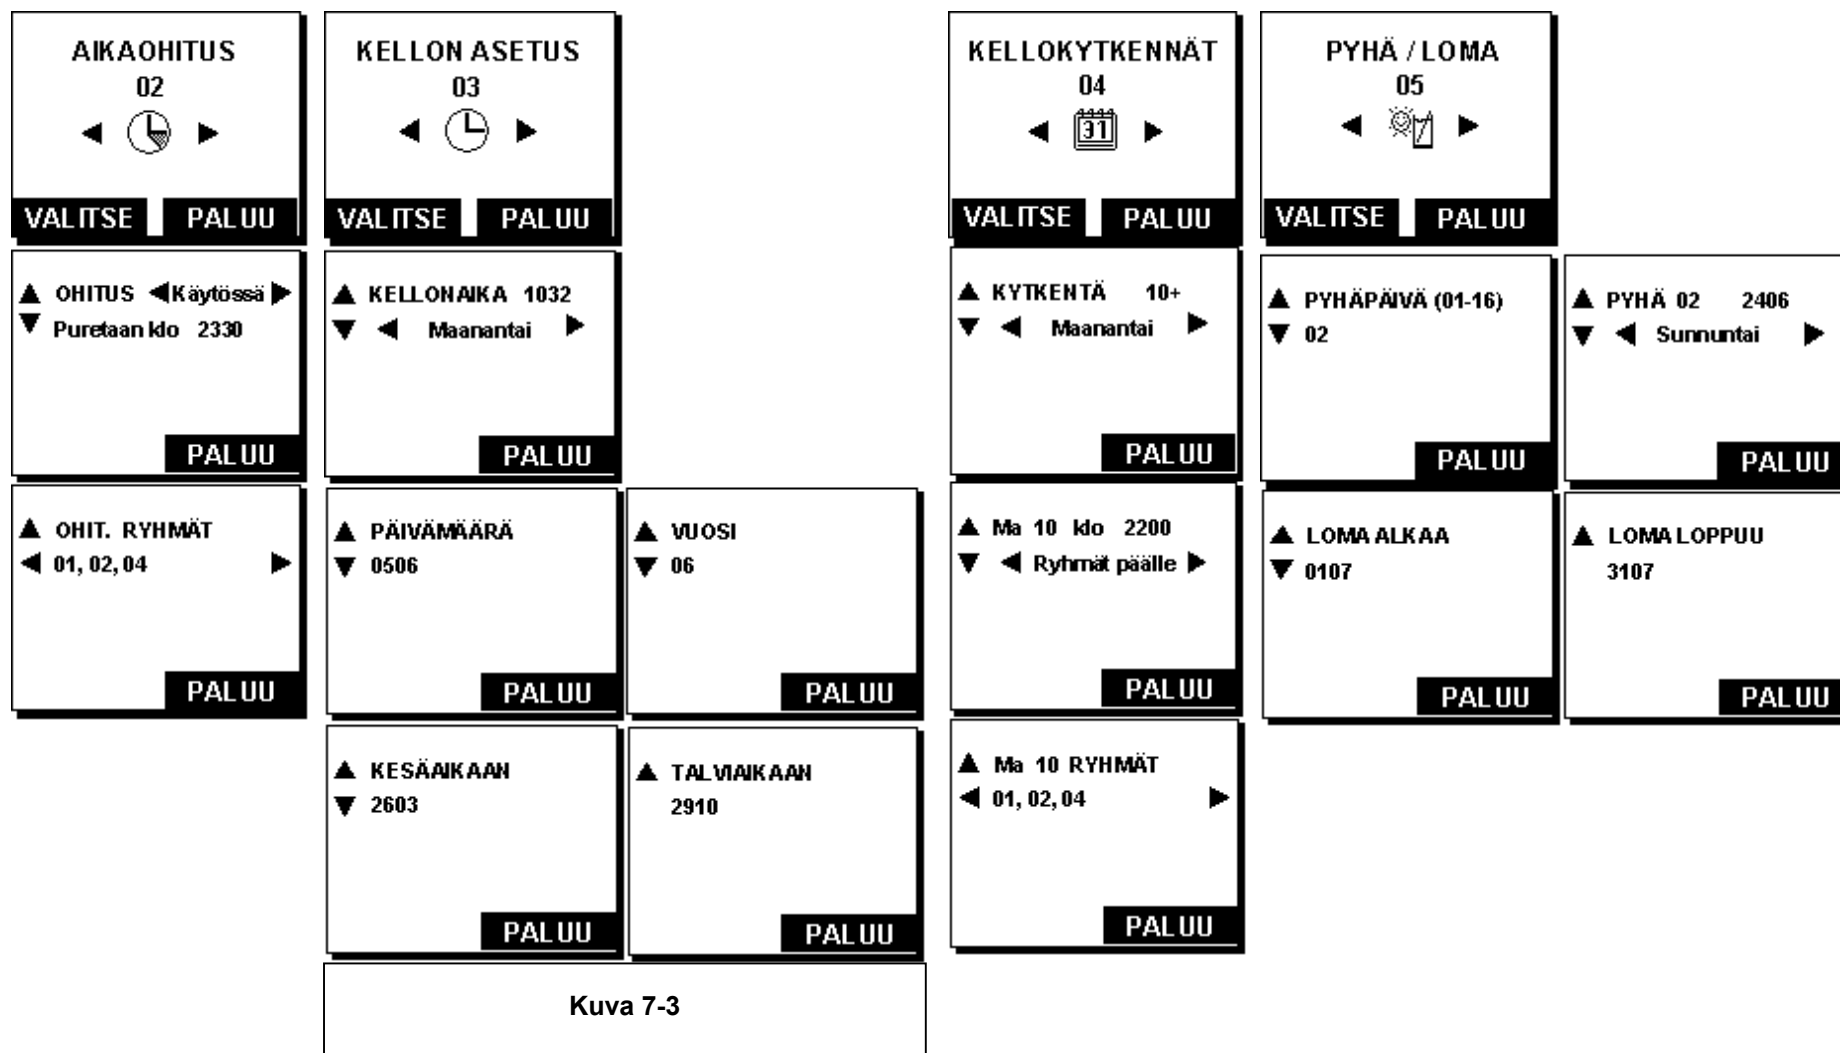 AIKAOHITUS
02
VALITSE PALUU
OHITUS Käytössä
Puretaan klo 2330
PALUU
OHIT. RYHMÄT
01, 02, 04
PALUU
KELLON ASETUS
03
VALITSE PALUU
KELLONAIKA 1032
Maanantai
PALUU
PÄIVÄMÄÄRÄ
0506
PALUU
VUOSI
06
PALUU
KESÄAIKAAN
2603
PALUU
TALVIAIKAAN
2910
PALUU
Kuva 7-3
KELLOKYTKENNÄT
04
31
VALITSE PALUU
KYTKENTÄ 10+
Maanantai
PALUU
Ma 10 klo 2200
Ryhmät päälle
PALUU
Ma 10 RYHMÄT
01, 02, 04
PALUU
PYHÄ / LOMA
05
VALITSE PALUU
PYHÄPÄIVÄ (01-16)
02
PALUU
PYHÄ 02 2406
Sunnuntai
PALUU
LOMA ALKAA
0107
PALUU
LOMA LOPPUU
3107
PALUU